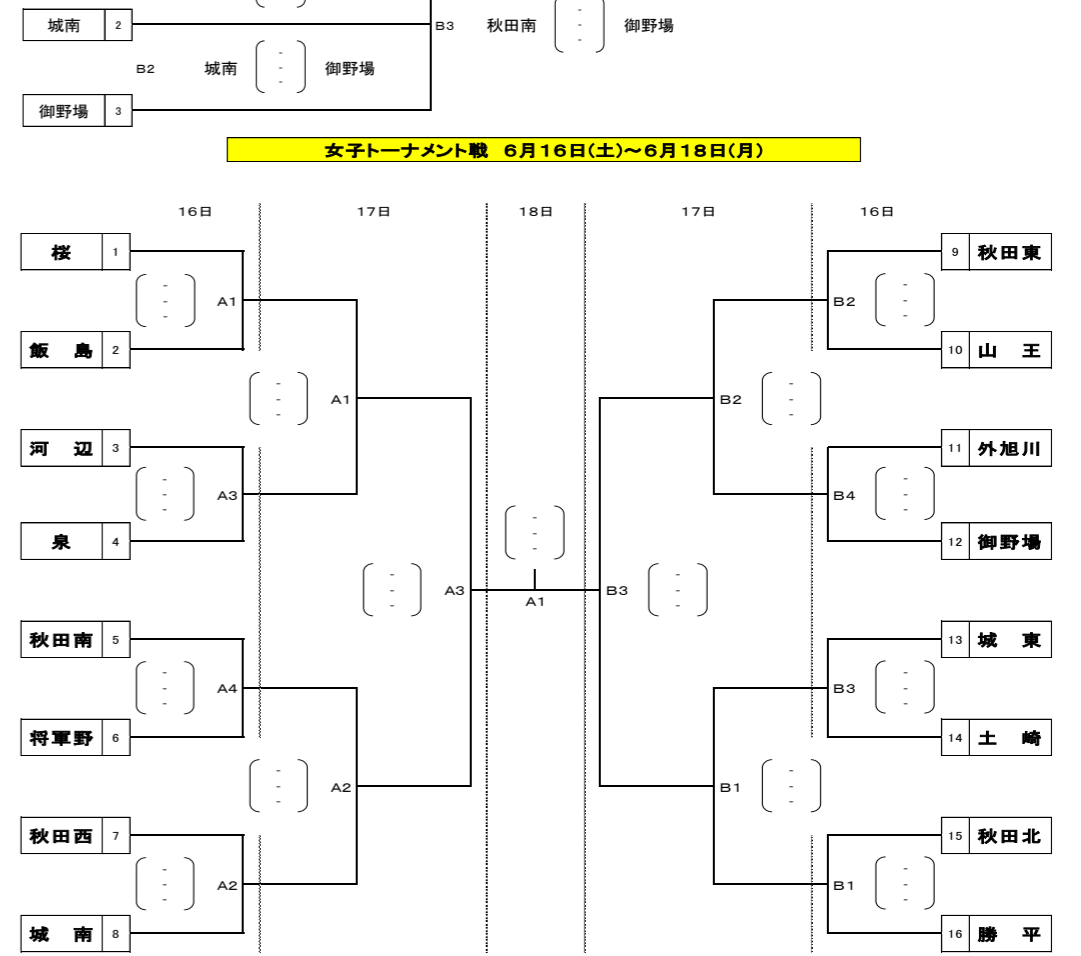 城南 2
B3 秋田南 - - - 御野場
B2 城南 - - - 御野場
御野場 3
女子トーナメント戦 6月16日(土)~6月18日(月)
16日 17日 18日 17日 16日
桜 1
9 秋田東
- - - A1
B2 - - -
飯 島 2
10 山 王
- - - A1
B2 - - -
河 辺 3
11 外旭川
- - - A3
B4 - - -
- - -
泉 4
12 御野場
- - - A3
A1
B3 - - -
秋田南 5
13 城 東
- - - A4
B3 - - -
将軍野 6
14 土 崎
- - - A2
B1 - - -
秋田西 7
15 秋田北
- - - A2
B1 - - -
城 南 8
16 勝 平